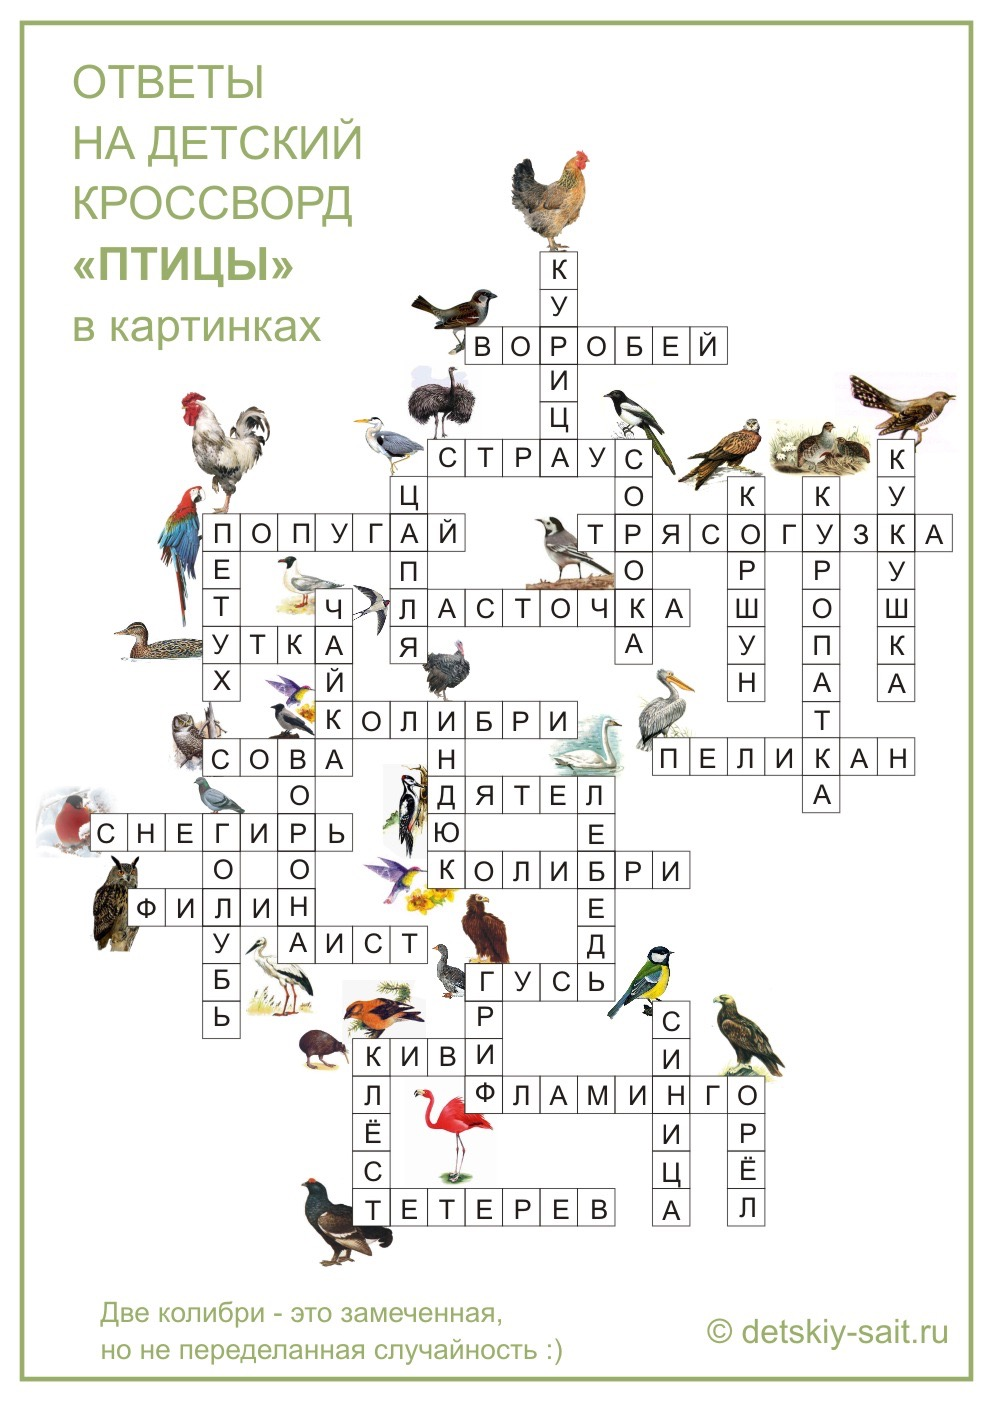 ОТВЕТЫ
НА ДЕТСКИЙ
КРОССВОРД
«ПТИЦЫ»
в картинках
КУРИЦА
ВОРОБЕЙ
СТРАУС
СОРОКА
КУКУШКА
ЦАПЛЯ
КОРШУН
КУРОПАТКА
ПОПУГАЙ
ПЕТУХ
ТРЯСОГУЗКА
ЧАЙКА
ЛАСТОЧКА
УТКА
КОЛИБРИ
ИНДЮК
СОВА
ВОРОНА
ПЕЛИКАН
ДЯТЕЛ
ЛЕБЕДЬ
СНЕГИРЬ
ГОЛУБЬ
КОЛИБРИ
ФИЛИН
АИСТ
ГУСЬ
ГРИФ
СИНИЦА
КИВИ
КЛЁСТ
ФЛАМИНГО
ОРЁЛ
ТЕТЕРЕВ
Две колибри - это замеченная,
но не переделанная случайность :)
© detskiy-sait.ru